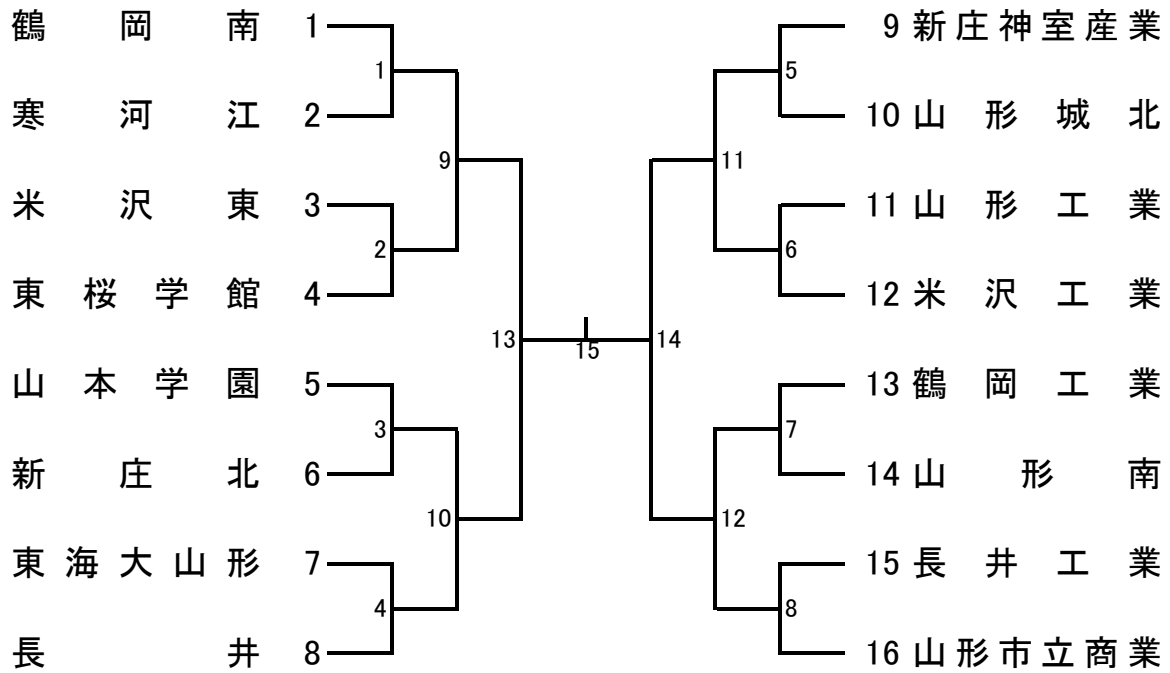 鶴岡南 1
寒河江 2
米沢東 3
東桜学館 4
山本学園 5
新庄北 6
東海大山形 7
長井 8
1
2
3
4
9
10
13
15
14
11
12
5
6
7
8
9 新庄神室産業
10 山形城北
11 山形工業
12 米沢工業
13 鶴岡工業
14 山形南
15 長井工業
16 山形市立商業